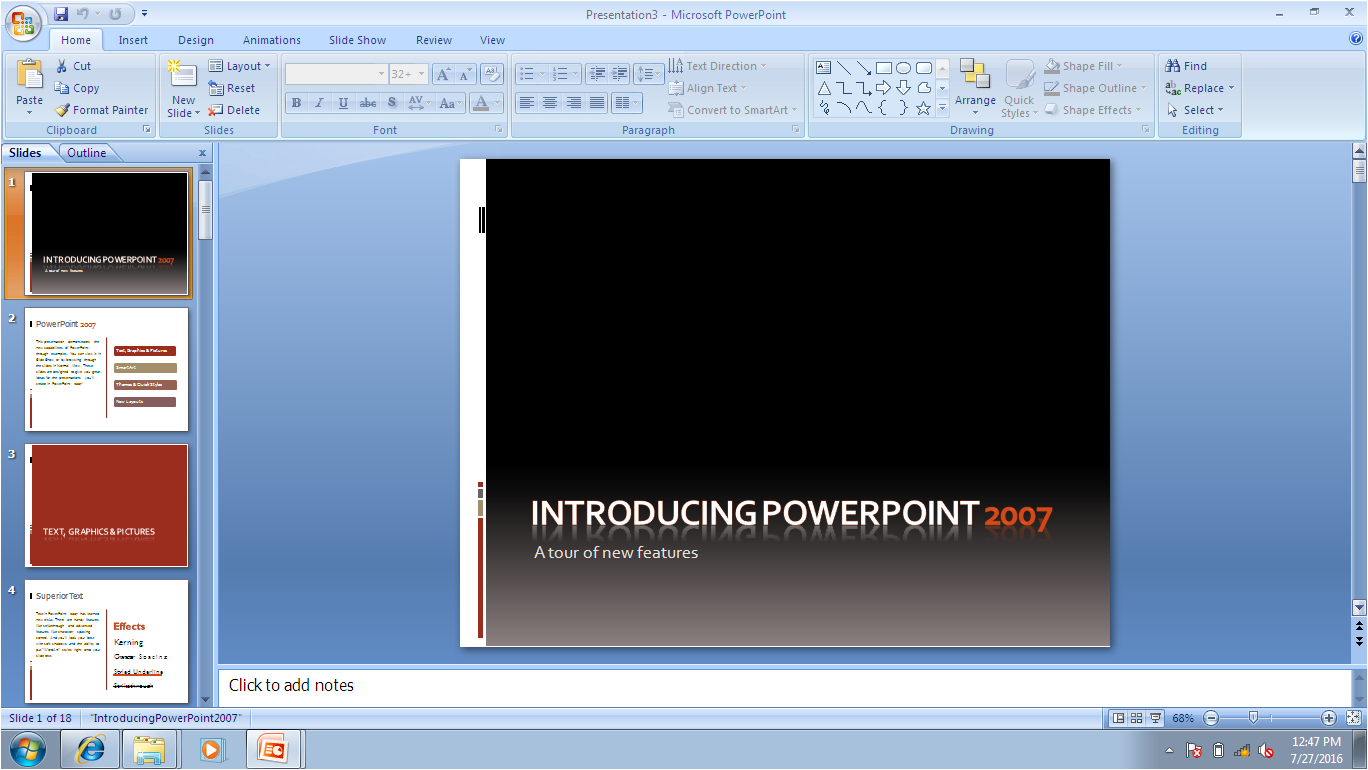 Presentation3 - Microsoft PowerPoint
Home Insert Design Animations Slide Show Review View
Paste
Cut
Copy
Format Painter
Clipboard
New Slide
Layout
Reset
Delete
Slides
32+
B I U abc S AV Aa A
Font
Text Direction
Align Text
Convert to SmartArt
Paragraph
Arrange
Quick Styles
Shape Fill
Shape Outline
Shape Effects
Drawing
Find
Replace
Select
Editing
Slides Outline
1
INTRODUCING POWERPOINT 2007
A tour of new features
2
PowerPoint 2007
Text, Graphics & Pictures
SmartArt
Themes & Quick Styles
New Layouts
3
TEXT, GRAPHICS & PICTURES
4
Superior Text
Effects
Kerning
Character Spacing
Styled Underline
Strikethrough
INTRODUCING POWERPOINT 2007
A tour of new features
Click to add notes
Slide 1 of 18 "IntroducingPowerPoint2007" 68%
12:47 PM
7/27/2016